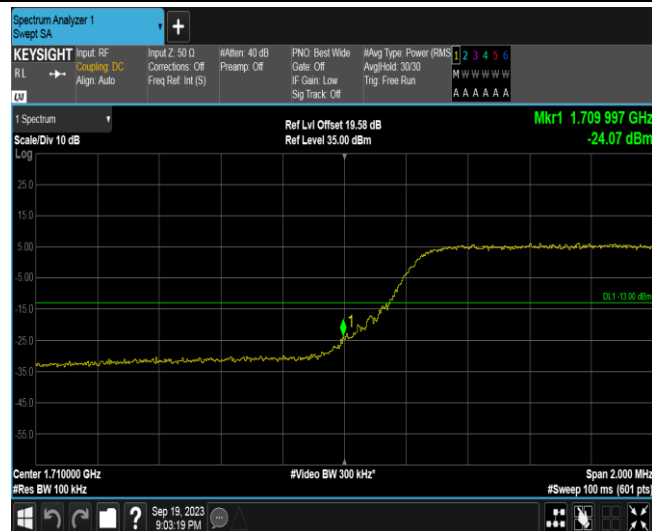 Spectrum Analyzer 1
Swept SA
KEYSIGHT
RL
LXI
Input: RF
Coupling: DC
Align: Auto
Input Z: 50 Ω
Corrections: Off
Freq Ref: Int (S)
#Atten: 40 dB
Preamp: Off
PNO: Best Wide
Gate: Off
IF Gain: Low
Sig Track: Off
#Avg Type: Power (RMS
Avg|Hold: 30/30
Trig: Free Run
1 2 3 4 5 6
M W W W W W
A A A A A A
1 Spectrum
Scale/Div 10 dB
Log
Ref Lvl Offset 19.58 dB
Ref Level 35.00 dBm
Mkr1 1.709 997 GHz
-24.07 dBm
25.0
15.0
5.00
-5.00
-15.0
-25.0
-35.0
-45.0
-55.0
DL1 -13.00 dBm
1
Center 1.710000 GHz
#Res BW 100 kHz
#Video BW 300 kHz*
Span 2.000 MHz
#Sweep 100 ms (601 pts)
?
Sep 19, 2023
9:03:19 PM